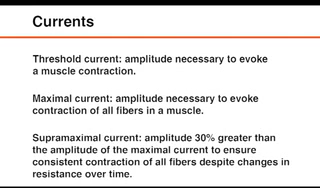 Currents
Threshold current: amplitude necessary to evoke
a muscle contraction.
Maximal current: amplitude necessary to evoke
contraction of all fibers in a muscle.
Supramaximal current: amplitude 30% greater than
the amplitude of the maximal current to ensure
consistent contraction of all fibers despite changes in
resistance over time.